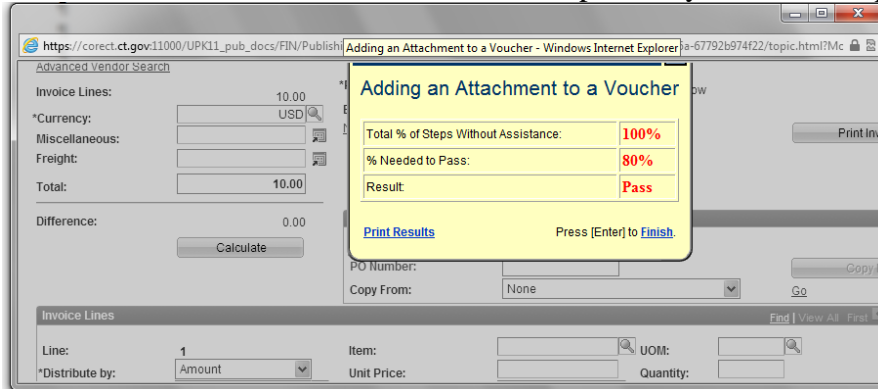 https://corect.ct.gov:11000/UPK11_pub_docs/FIN/Publishi
Adding an Attachment to a Voucher - Windows Internet Explorer
a-67792b974f22/topic.html?Mc
Advanced Vendor Search
Invoice Lines: 10.00
*Currency: USD
Miscellaneous:
Freight:
Total: 10.00
Difference: 0.00
Calculate
Adding an Attachment to a Voucher
Total % of Steps Without Assistance: 100%
% Needed to Pass: 80%
Result: Pass
Print Results Press [Enter] to Finish.
ow
Print Inv
PO Number:
Copy From: None
Go
Invoice Lines Find | View All First
Line: 1 Item: UOM:
*Distribute by: Amount Unit Price: Quantity: